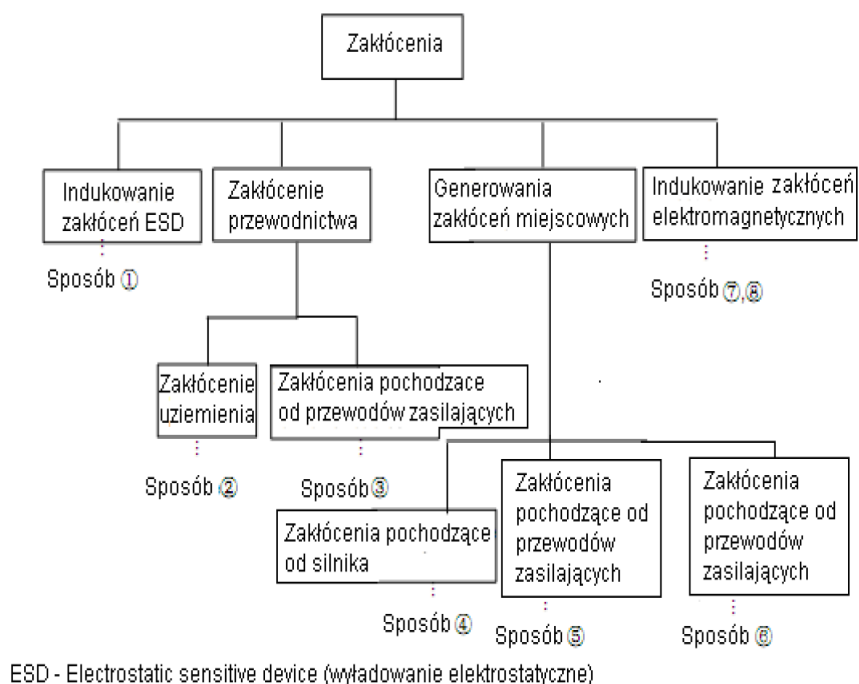 Zakłócenia
Indukowanie
zakłóceń ESD
Sposób ①
Zakłócenie
przewodnictwa
Generowania
zakłóceń miejscowych
Indukowanie zakłóceń
elektromagnetycznych
Sposób ⑦,⑧
Zakłócenie
uziemienia
Sposób ②
Zakłócenia pochodzace
od przewodów zasilających
Sposób ③
Zakłócenia pochodzące
od silnika
Sposób ④
Zakłócenia
pochodzące od
przewodów
zasilających
Sposób ⑤
Zakłócenia
pochodzące od
przewodów
zasilających
Sposób ⑥
ESD - Electrostatic sensitive device (wyładowanie elektrostatyczne)